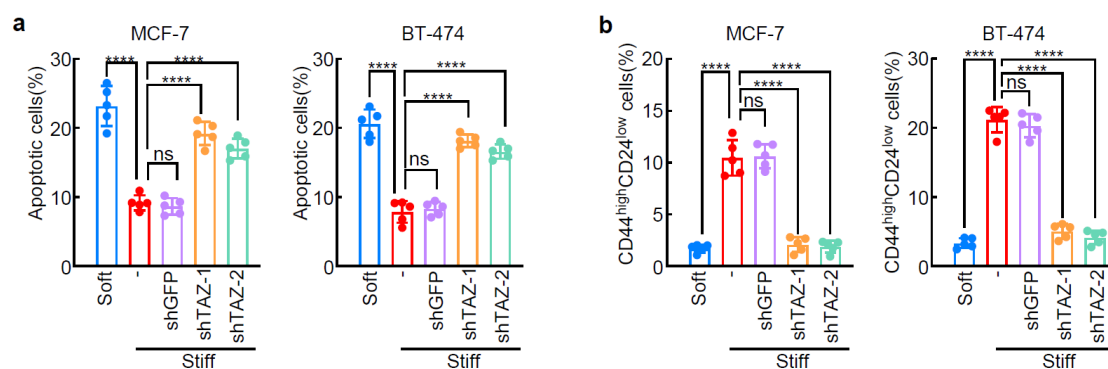 a
MCF-7
Apoptotic cells(%)
30
20
10
0
****
****
****
ns
Soft
-
shGFP
shTAZ-1
shTAZ-2
Stiff
BT-474
Apoptic cells(%)
30
20
10
0
****
****
****
ns
Soft
-
shGFP
shTAZ-1
shTAZ-2
Stiff
b
MCF-7
CD44highCD24low cells(%)
20
15
10
5
0
****
****
****
ns
Soft
-
shGFP
shTAZ-1
shTAZ-2
Stiff
BT-474
CD44highCD24low cells(%)
30
20
10
0
****
****
****
ns
Soft
-
shGFP
shTAZ-1
shTAZ-2
Stiff